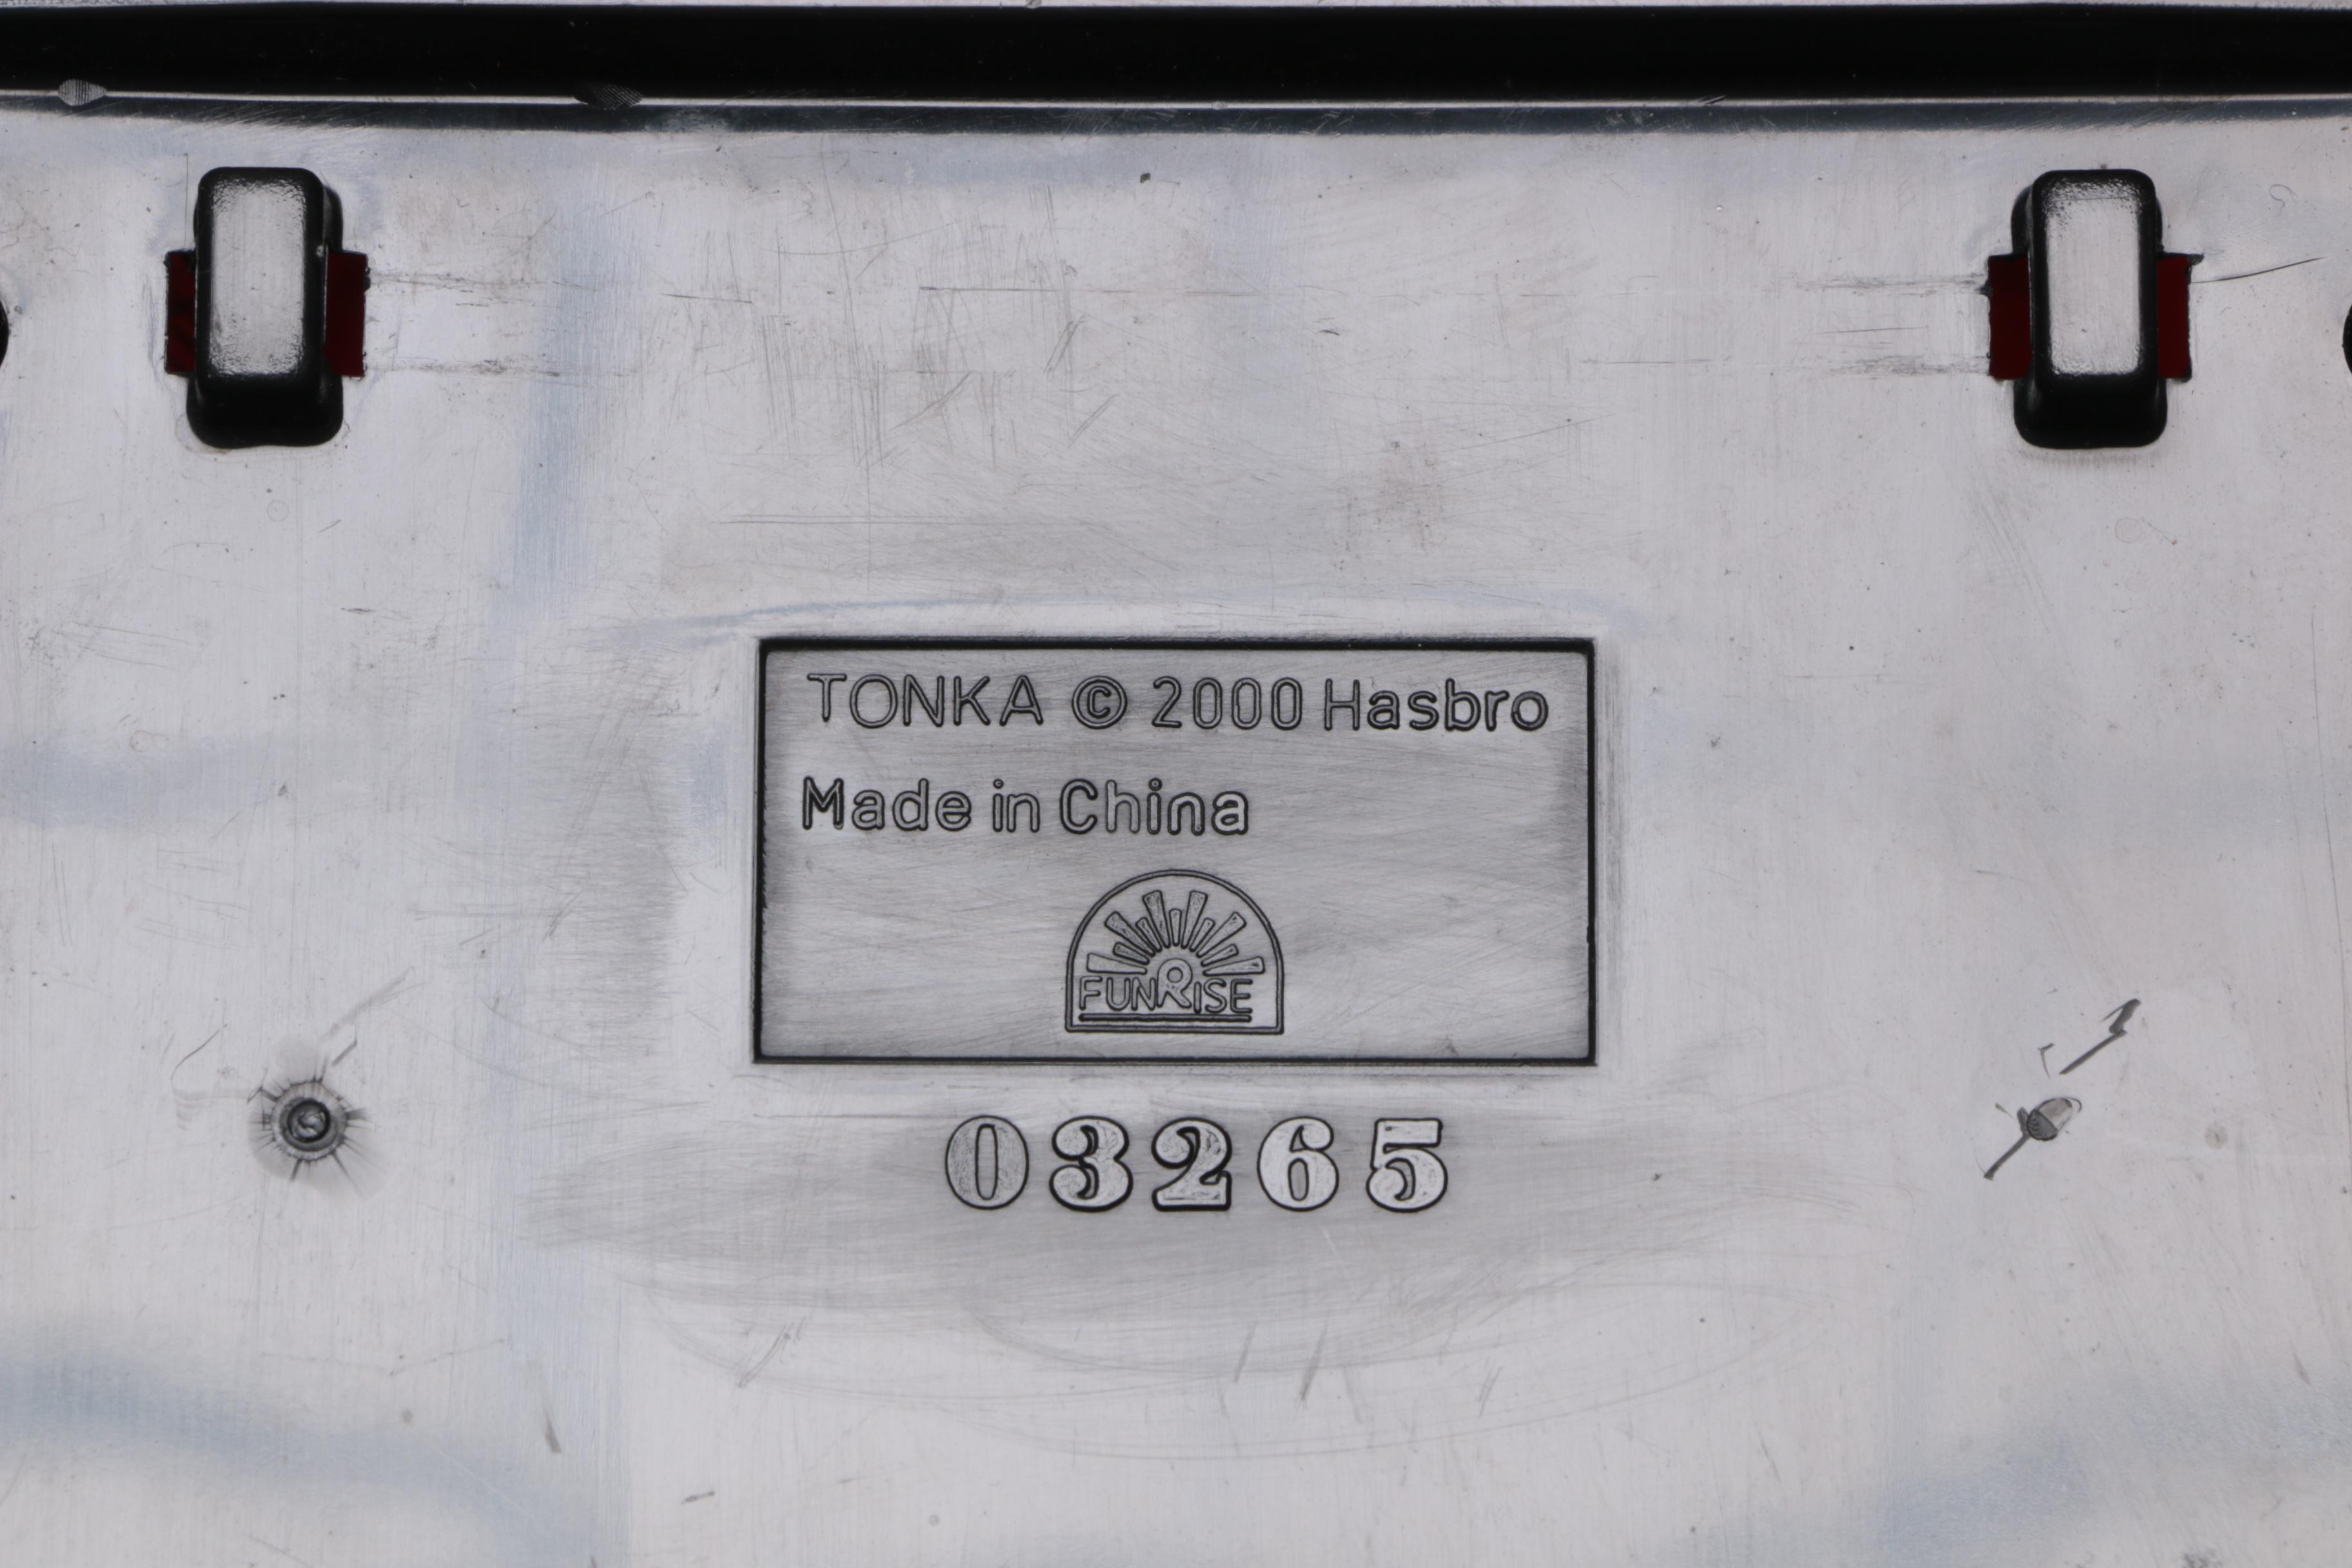 TONKA © 2000 Hasbro
Made in China
FUNRISE
03265